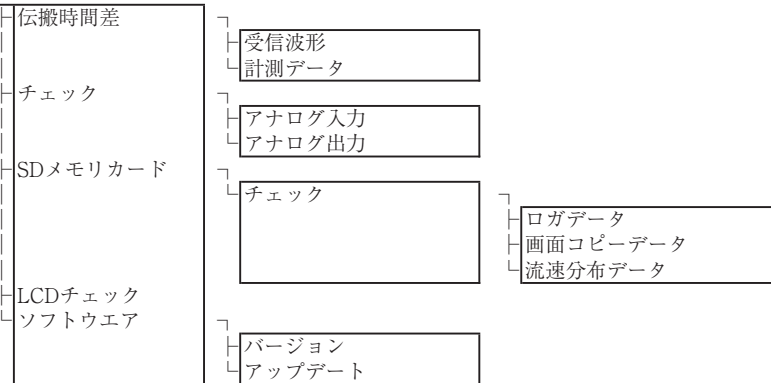 伝搬時間差
受信波形
計測データ
チェック
アナログ入力
アナログ出力
SDメモリカード
チェック
ロガデータ
画面コピーデータ
流速分布データ
LCDチェック
ソフトウエア
バージョン
アップデート